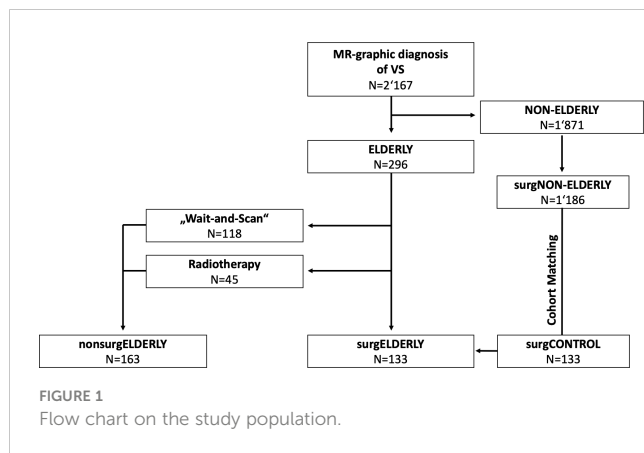 MR-graphic diagnosis
of VS
N=2‘167
NON-ELDERLY
N=1‘871
ELDERLY
N=296
surgNON-ELDERLY
N=1‘186
„Wait-and-Scan“
N=118
Radiotherapy
N=45
Cohort Matching
nonsurgELDERLY
N=163
surgELDERLY
N=133
surgCONTROL
N=133
FIGURE 1
Flow chart on the study population.